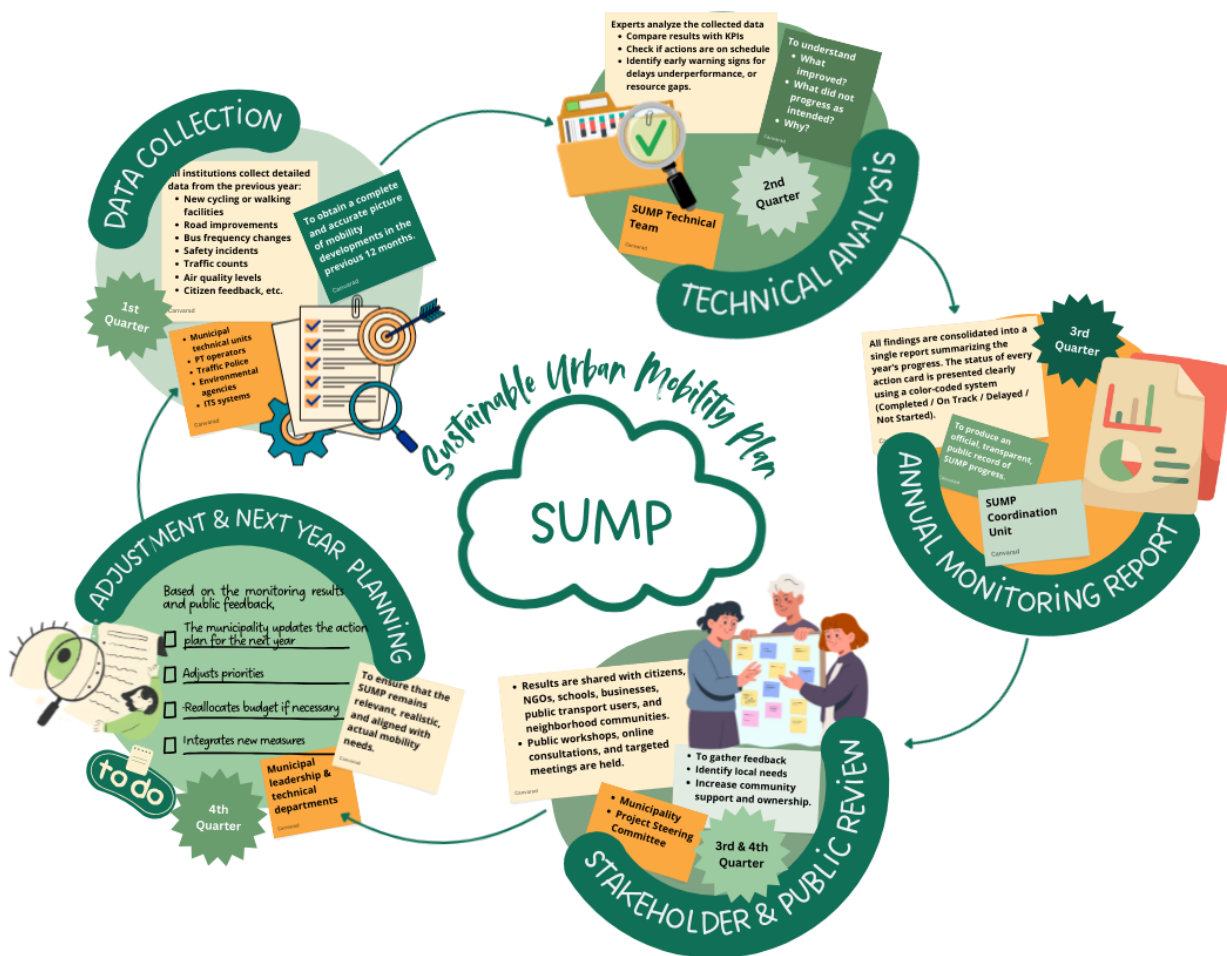 DATA COLLECTION
All institutions collect detailed
data from the previous year:
• New cycling or walking
facilities
• Road improvements
• Bus frequency changes
• Safety incidents
• Traffic counts
• Air quality levels
• Citizen feedback, etc.
Canvarad
To obtain a complete
and accurate picture
of mobility
developments in the
previous 12 months.
Canvarad
1st
Quarter
• Municipal
technical units
• PT operators
• Traffic Police
• Environmental
agencies
• ITS systems
Canvarad
Experts analyze the collected data
• Compare results with KPIs
• Check if actions are on schedule
• Identify early warning signs for
delays underperformance, or
resource gaps.
To understand
• What
improved?
• What did not
progress as
intended?
• Why?
Canvarad
2nd
Quarter
SUMP Technical
Team
Canvarad
TECHNICAL ANALYSIS
3rd
Quarter
All findings are consolidated into a
single report summarizing the
year's progress. The status of every
action card is presented clearly
using a color-coded system
(Completed / On Track / Delayed /
Not Started).
To produce an
official, transparent,
public record of
SUMP progress.
Canvarad
SUMP
Coordination
Unit
Canvarad
ANNUAL MONITORING REPORT
Sustainable Urban Mobility Plan
SUMP
• Results are shared with citizens,
NGOs, schools, businesses,
public transport users, and
neighborhood communities.
• Public workshops, online
consultations, and targeted
meetings are held.
Canvarad
• To gather feedback
• Identify local needs
• Increase community
support and ownership.
• Municipality
• Project Steering
Committee
3rd & 4th
Quarter
STAKEHOLDER & PUBLIC REVIEW
ADJUSTMENT & NEXT YEAR PLANNING
Based on the monitoring results
and public feedback,
The municipality updates the action
plan for the next year
Adjusts priorities
Reallocates budget if necessary
Integrates new measures
to do
To ensure that the
SUMP remains
relevant, realistic,
and aligned with
actual mobility
needs.
Canvarad
Municipal
leadership &
technical
departments
Canvarad
4th
Quarter